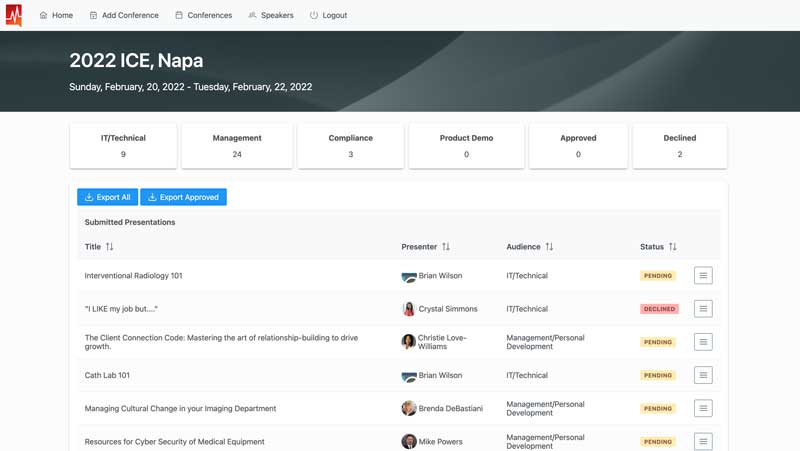 Home Add Conference Conferences Speakers Logout
2022 ICE, Napa
Sunday, February, 20, 2022 - Tuesday, February, 22, 2022
IT/Technical Management Compliance Product Demo Approved Declined
9 24 3 0 0 2
Export All Export Approved
Submitted Presentations
Title Presenter Audience Status
Interventional Radiology 101 Brian Wilson IT/Technical PENDING
"I LIKE my job but...." Crystal Simmons IT/Technical DECLINED
The Client Connection Code: Mastering the art of relationship-building to drive
growth.
Christie Love-
Williams
Management/Personal
Development
PENDING
Cath Lab 101 Brian Wilson IT/Technical PENDING
Managing Cultural Change in your Imaging Department Brenda DeBastiani
Management/Personal
Development
PENDING
Resources for Cyber Security of Medical Equipment Mike Powers
Management/Personal
Development
PENDING